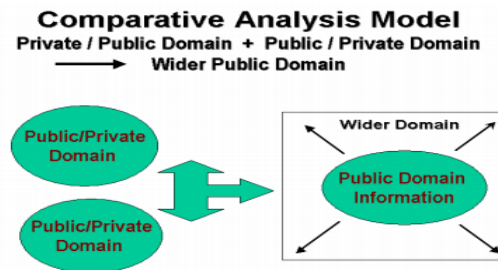 Comparative Analysis Model
Private / Public Domain + Public / Private Domain
Wider Public Domain
Public/Private
Domain
Public/Private
Domain
Wider Domain
Public Domain
Information